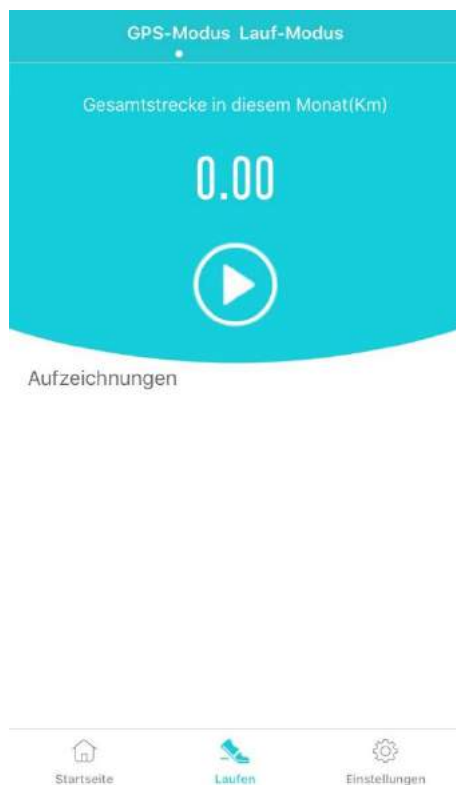 GPS-Modus Lauf-Modus
Gesamtstrecke in diesem Monat(Km)
0.00
Aufzeichnungen
Startseite Laufen Einstellungen